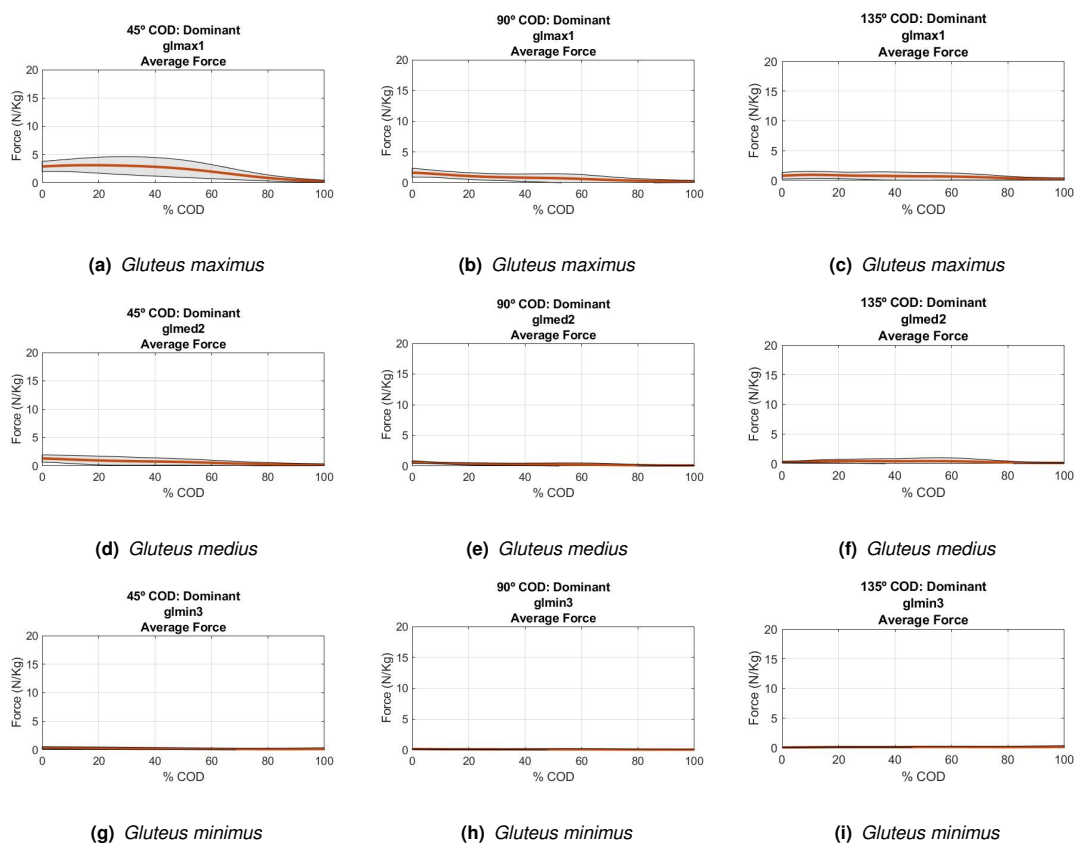 45º COD: Dominant
glmax1
Average Force
20
15
10
5
0
Force (N/Kg)
0 20 40 60 80 100
% COD
(a) Gluteus maximus
90º COD: Dominant
glmax1
Average Force
20
15
10
5
0
Force (N/Kg)
0 20 40 60 80 100
% COD
(b) Gluteus maximus
135º COD: Dominant
glmax1
Average Force
20
15
10
5
0
Force (N/Kg)
0 20 40 60 80 100
% COD
(c) Gluteus maximus
45º COD: Dominant
glmed2
Average Force
20
15
10
5
0
Force (N/Kg)
0 20 40 60 80 100
% COD
(d) Gluteus medius
90º COD: Dominant
glmed2
Average Force
20
15
10
5
0
Force (N/Kg)
0 20 40 60 80 100
% COD
(e) Gluteus medius
135º COD: Dominant
glmed2
Average Force
20
15
10
5
0
Force (N/Kg)
0 20 40 60 80 100
% COD
(f) Gluteus medius
45º COD: Dominant
glmin3
Average Force
20
15
10
5
0
Force (N/Kg)
0 20 40 60 80 100
% COD
(g) Gluteus minimus
90º COD: Dominant
glmin3
Average Force
20
15
10
5
0
Force (N/Kg)
0 20 40 60 80 100
% COD
(h) Gluteus minimus
135º COD: Dominant
glmin3
Average Force
20
15
10
5
0
Force (N/Kg)
0 20 40 60 80 100
% COD
(i) Gluteus minimus